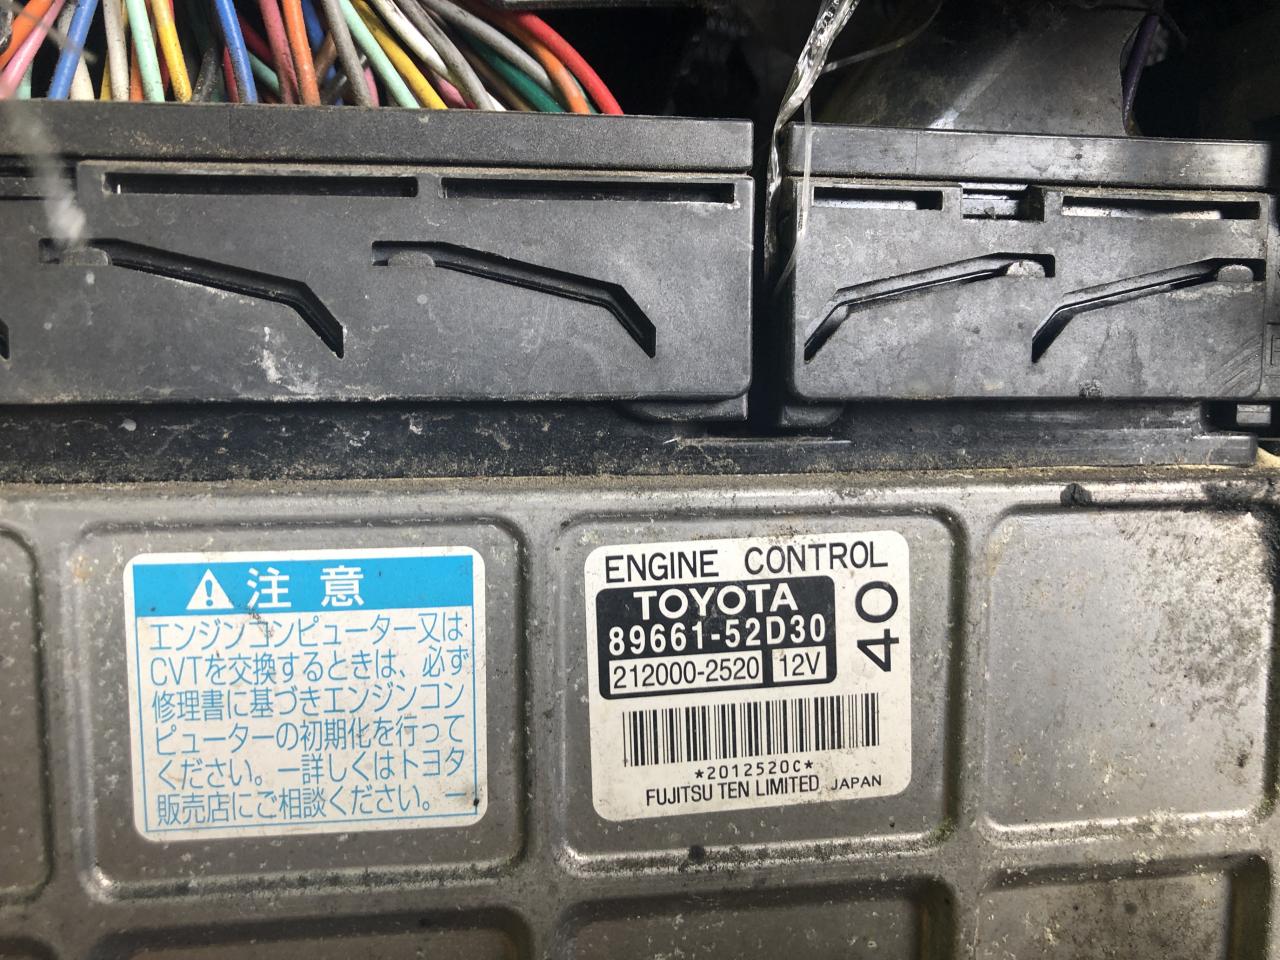 注意
エンジンコンピューター又は
CVTを交換するときは、必ず
修理書に基づきエンジンコン
ピューターの初期化を行って
ください。ー詳しくはトヨタ
販売店にご相談ください。ー
ENGINE CONTROL
TOYOTA
89661-52D30
212000-2520 12V
40
*2012520C*
FUJITSU TEN LIMITED JAPAN